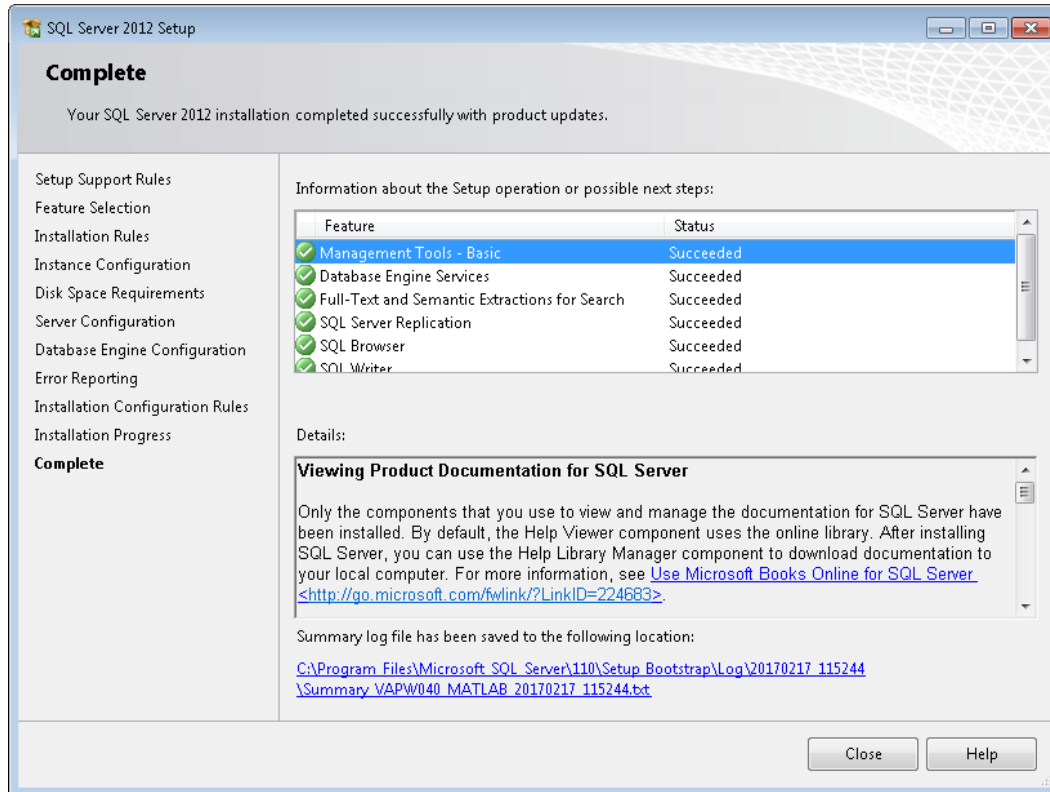 SQL Server 2012 Setup
Complete
Your SQL Server 2012 installation completed successfully with product updates.
Setup Support Rules
Feature Selection
Installation Rules
Instance Configuration
Disk Space Requirements
Server Configuration
Database Engine Configuration
Error Reporting
Installation Configuration Rules
Installation Progress
Complete
Information about the Setup operation or possible next steps:
Feature Status
Management Tools - Basic Succeeded
Database Engine Services Succeeded
Full-Text and Semantic Extractions for Search Succeeded
SQL Server Replication Succeeded
SQL Browser Succeeded
SQL Writer Succeeded
Details:
Viewing Product Documentation for SQL Server
Only the components that you use to view and manage the documentation for SQL Server have
been installed. By default, the Help Viewer component uses the online library. After installing
SQL Server, you can use the Help Library Manager component to download documentation to
your local computer. For more information, see Use Microsoft Books Online for SQL Server
<http://go.microsoft.com/fwlink/?LinkID=224683>.
Summary log file has been saved to the following location:
C:\Program Files\Microsoft SQL Server\110\Setup Bootstrap\Log\20170217_115244
\Summary_VAPW040_MATLAB_20170217_115244.txt
Close Help